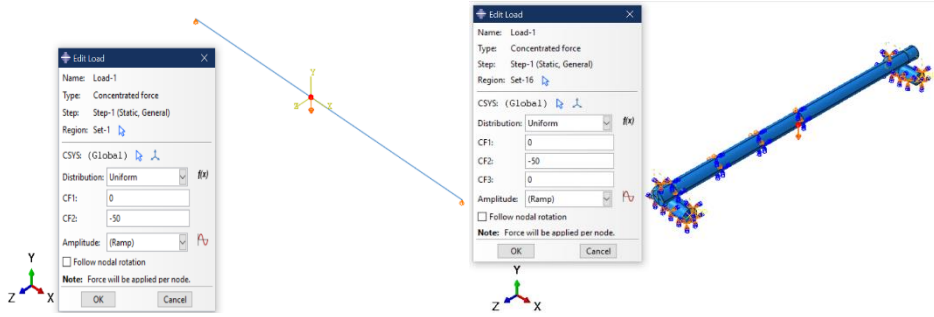 Edit Load
Name: Load-1
Type: Concentrated force
Step: Step-1 (Static, General)
Region: Set-1
CSYS: (Global)
Distribution: Uniform f(x)
CF1: 0
CF2: -50
Amplitude: (Ramp)
Follow nodal rotation
Note: Force will be applied per node.
OK Cancel
Y
Z X
Y
Z X
Edit Load
Name: Load-1
Type: Concentrated force
Step: Step-1 (Static, General)
Region: Set-16
CSYS: (Global)
Distribution: Uniform f(x)
CF1: 0
CF2: -50
CF3: 0
Amplitude: (Ramp)
Follow nodal rotation
Note: Force will be applied per node.
OK Cancel
Y
Z X